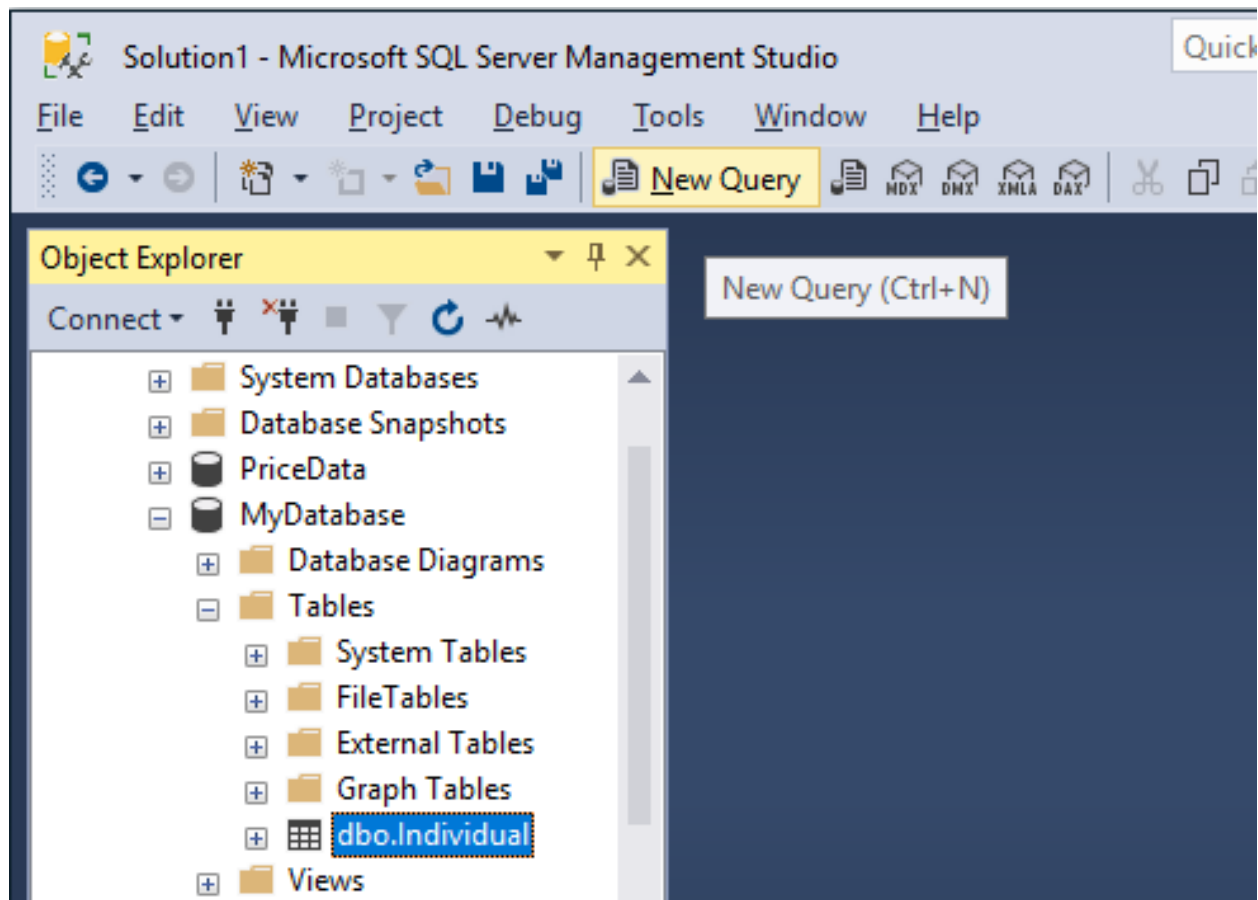 Solution1 - Microsoft SQL Server Management Studio
Quick
File Edit View Project Debug Tools Window Help
New Query MDX DMX XMLA DAX
Object Explorer
New Query (Ctrl+N)
Connect
System Databases
Database Snapshots
PriceData
MyDatabase
Database Diagrams
Tables
System Tables
FileTables
External Tables
Graph Tables
dbo.Individual
Views